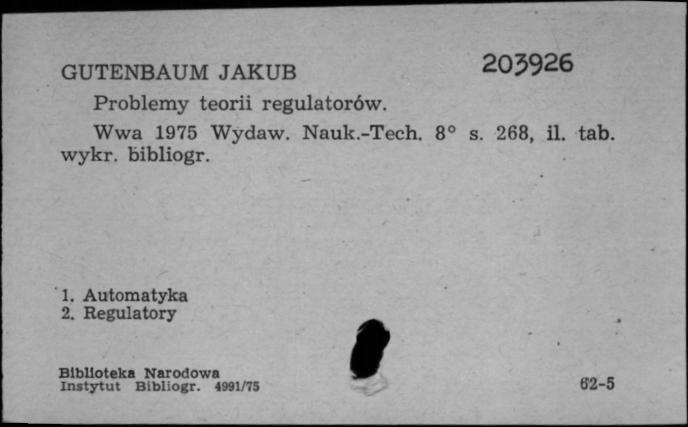 GUTENBAUM JAKUB 203926
Problemy teorii regulatorów.
Wwa 1975 Wydaw. Nauk.-Tech. 8° s. 268, il. tab.
wykr. bibliogr.
1. Automatyka
2. Regulatory
Biblioteka Narodowa
Instytut Bibliogr. 4991/75 62-5